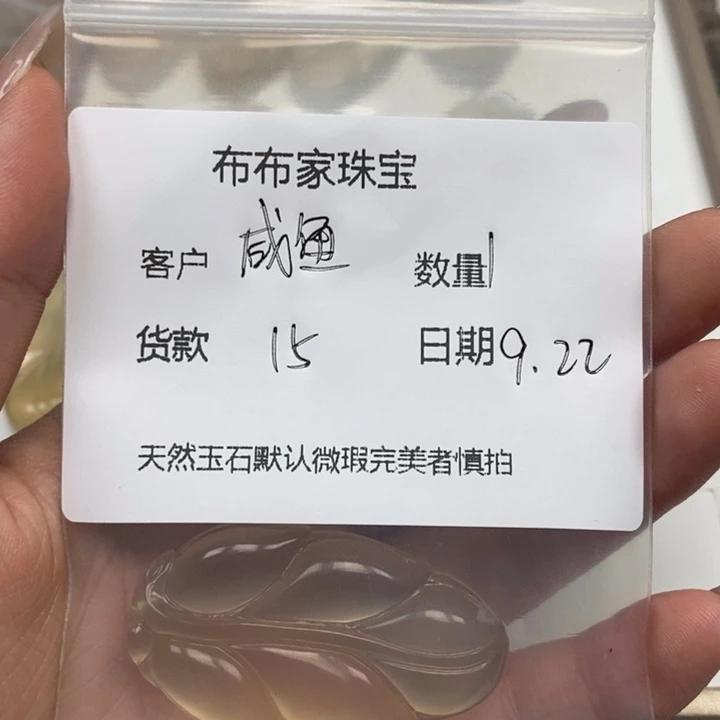 布布家珠宝
客户 咸鱼 数量 1
货款 15 日期 9.22
天然玉石默认微瑕完美者慎拍